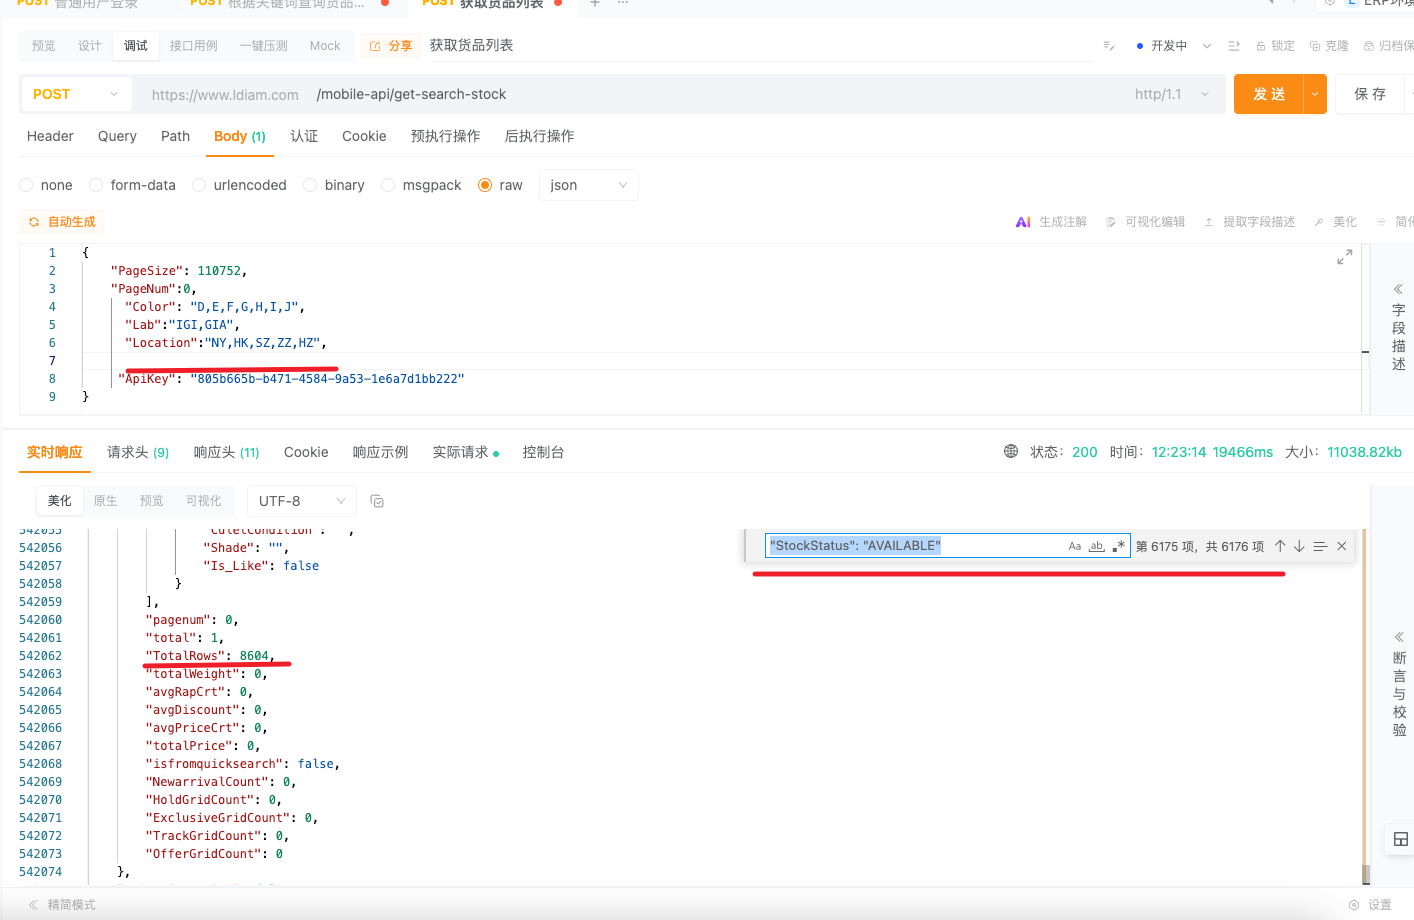 POST 普通用户登录 POST 根据关键词查询货品... POST 获取货品列表 + ···
预览 设计 调试 接口用例 一键压测 Mock 分享 获取货品列表 开发中 锁定 克隆 归档保
POST https://www.ldiam.com /mobile-api/get-search-stock http/1.1 发 送 保 存
Header Query Path Body (1) 认证 Cookie 预执行操作 后执行操作
none form-data urlencoded binary msgpack raw json
自动生成 AI 生成注解 可视化编辑 提取字段描述 美化 简化
1 {
2 "PageSize": 110752,
3 "PageNum":0,
4 "Color": "D,E,F,G,H,I,J",
5 "Lab":"IGI,GIA",
6 "Location":"NY,HK,SZ,ZZ,HZ",
7
8 "ApiKey": "805b665b-b471-4584-9a53-1e6a7d1bb222"
9 }
字段描述
实时响应 请求头 (9) 响应头 (11) Cookie 响应示例 实际请求 控制台 状态: 200 时间: 12:23:14 19466ms 大小: 11038.82kb
美化 原生 预览 可视化 UTF-8
542055 "CuletCondition": "",
"StockStatus": "AVAILABLE" Aa ab .* 第 6175 项, 共 6176 项
542056 "Shade": "",
542057 "Is_Like": false
542058 }
542059 ],
542060 "pagenum": 0,
542061 "total": 1,
542062 "TotalRows": 8604,
542063 "totalWeight": 0,
542064 "avgRapCrt": 0,
542065 "avgDiscount": 0,
542066 "avgPriceCrt": 0,
542067 "totalPrice": 0,
542068 "isfromquicksearch": false,
542069 "NewarrivalCount": 0,
542070 "HoldGridCount": 0,
542071 "ExclusiveGridCount": 0,
542072 "TrackGridCount": 0,
542073 "OfferGridCount": 0
542074 },
断言与校验
精简模式 设置